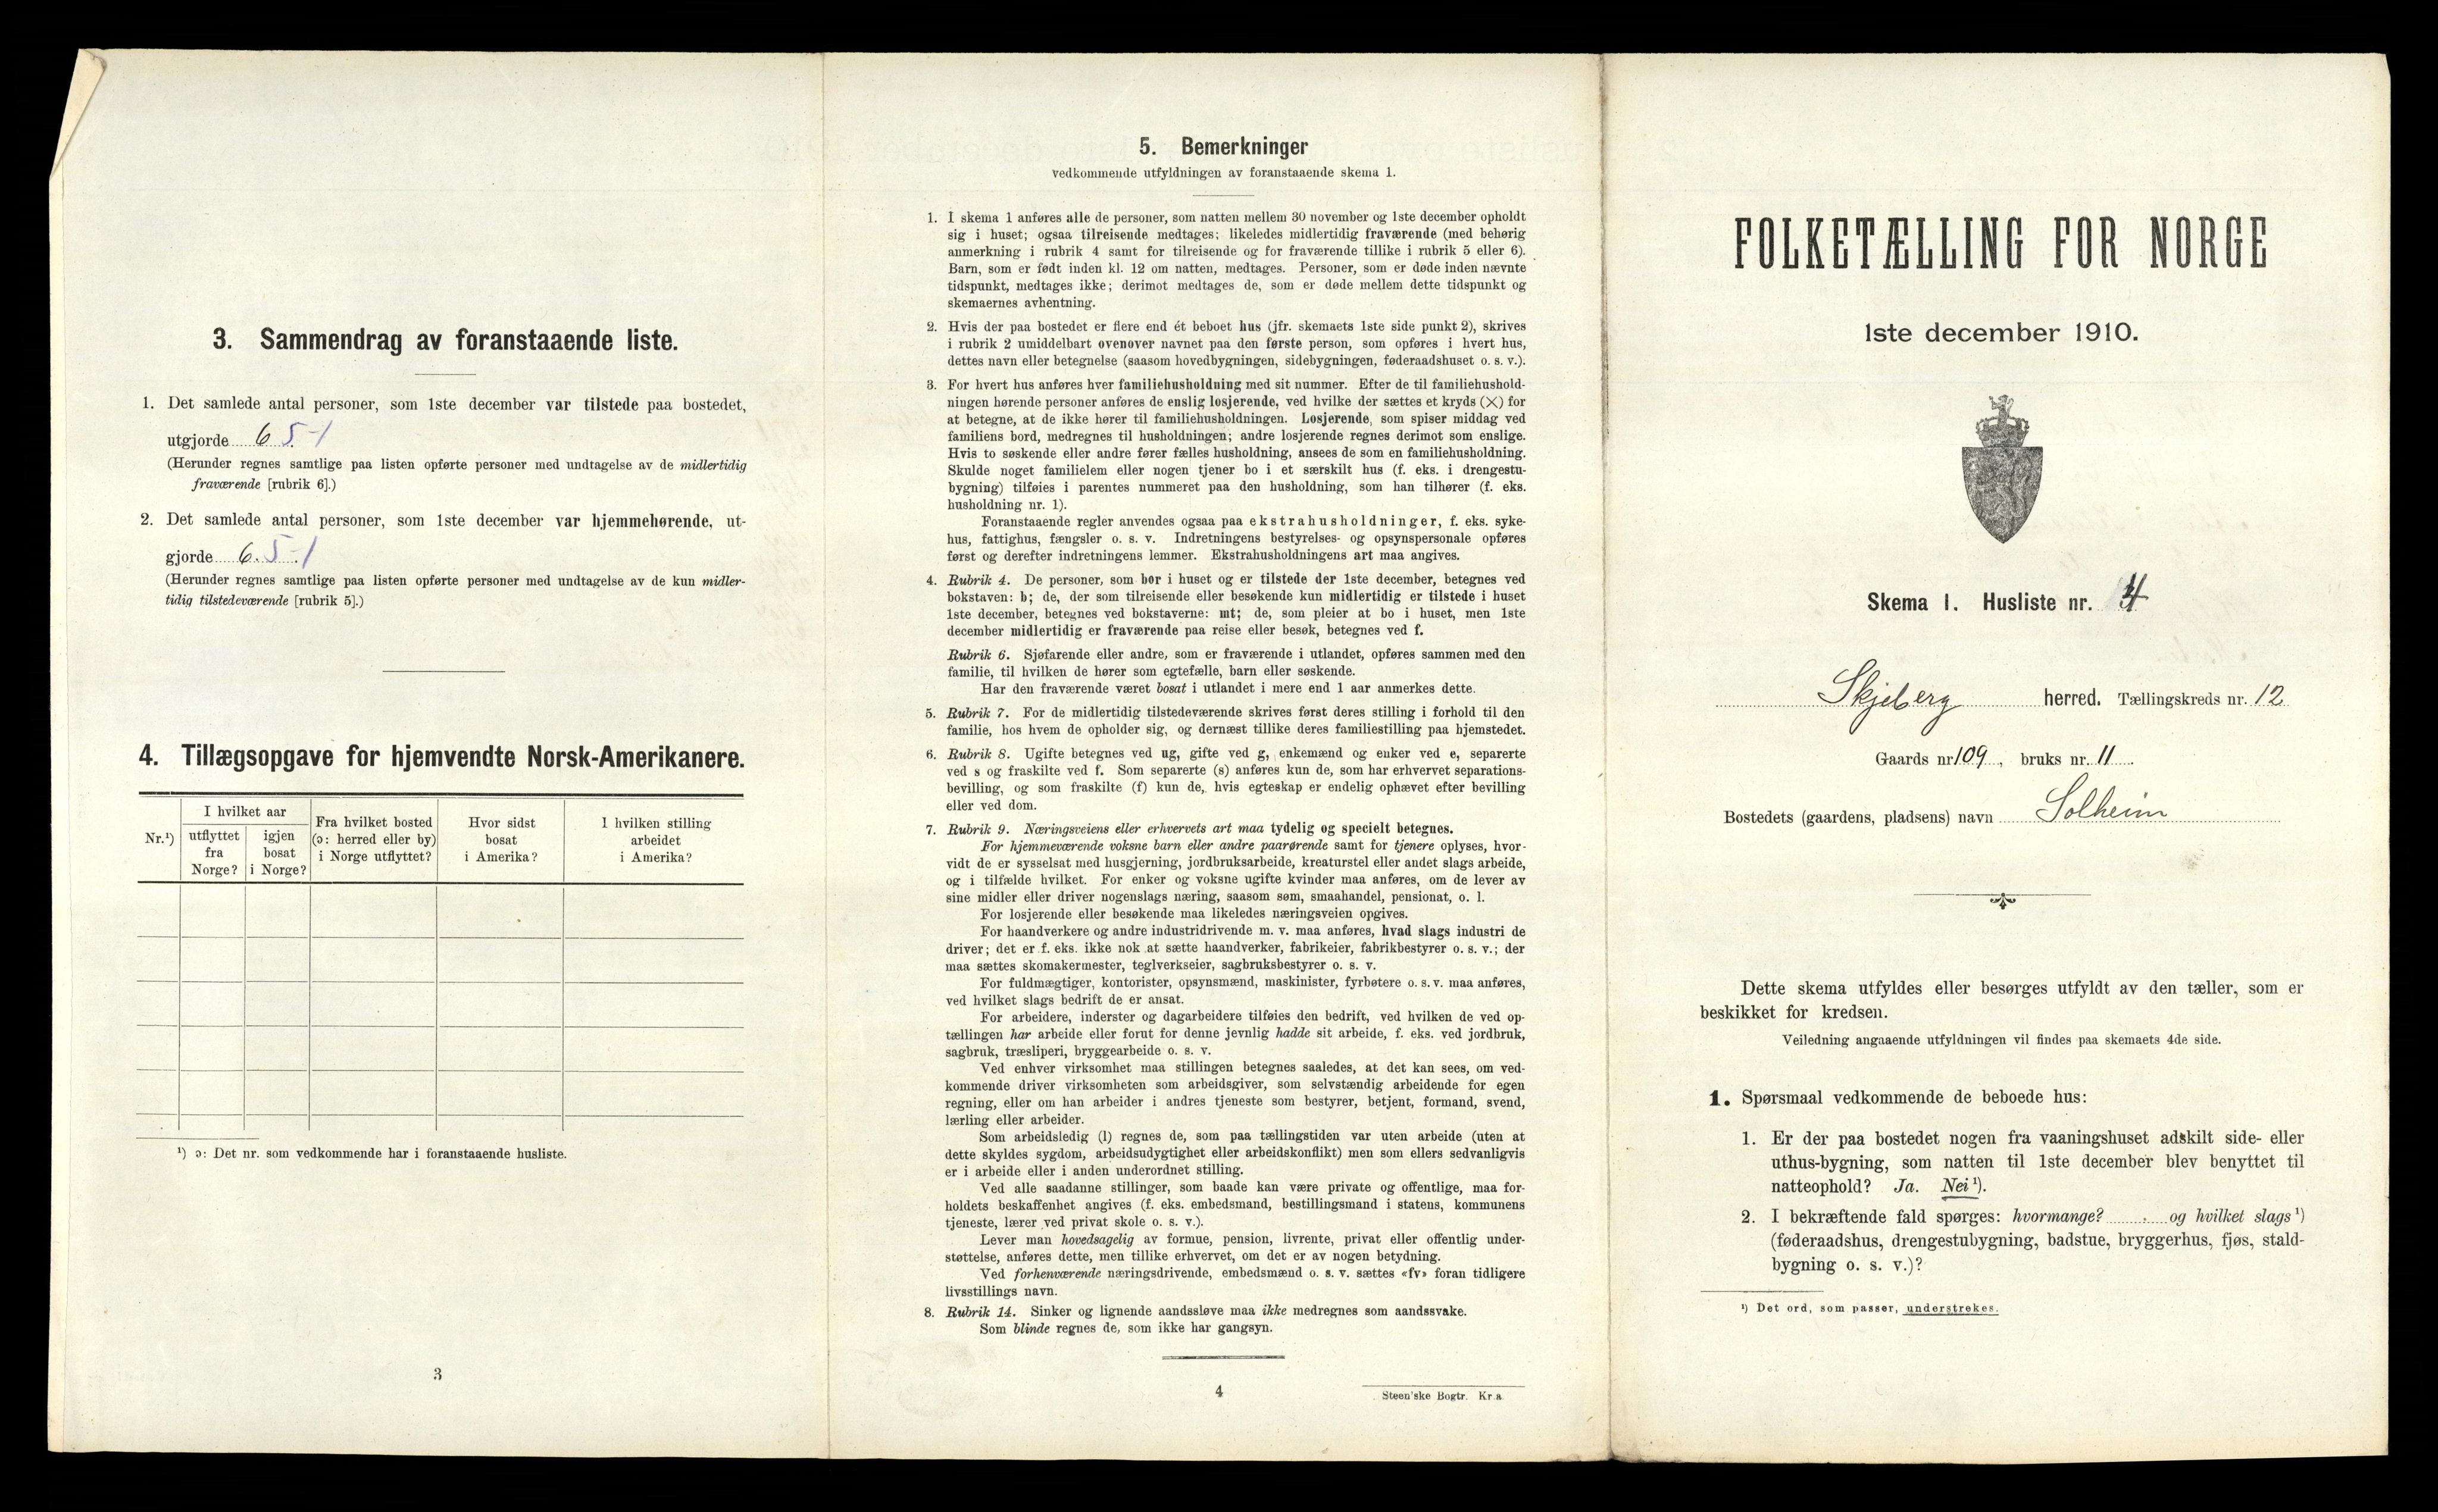 3. Sammendrag av foranstaaende liste.
1. Det samlede antal personer, som 1ste december var tilstede paa bostedet,
utgjorde 6 5-1
(Herunder regnes samtlige paa listen opførte personer med undtagelse av de midlertidig
fraværende [rubrik 6].)
2. Det samlede antal personer, som 1ste december var hjemmehørende, ut-
gjorde 6. 5-1
(Herunder regnes samtlige paa listen opførte personer med undtagelse av de kun midler-
tidig tilstedeværende [rubrik 5].)
4. Tillægsopgave for hjemvendte Norsk-Amerikanere.
Nr.¹)
I hvilket aar
utflyttet
fra
Norge?
igjen
bosat
i Norge?
Fra hvilket bosted
(ɔ: herred eller by)
i Norge utflyttet?
Hvor sidst
bosat
i Amerika?
I hvilken stilling
arbeidet
i Amerika?
¹) ɔ: Det nr. som vedkommende har i foranstaaende husliste.
3
5. Bemerkninger
vedkommende utfyldningen av foranstaaende skema 1.
1. I skema 1 anføres alle de personer, som natten mellem 30 november og 1ste december opholdt
sig i huset; ogsaa tilreisende medtages; likeledes midlertidig fraværende (med behørig
anmerkning i rubrik 4 samt for tilreisende og for fraværende tillike i rubrik 5 eller 6).
Barn, som er født inden kl. 12 om natten, medtages. Personer, som er døde inden nævnte
tidspunkt, medtages ikke; derimot medtages de, som er døde mellem dette tidspunkt og
skemaernes avhentning.
2. Hvis der paa bostedet er flere end ét beboet hus (jfr. skemaets 1ste side punkt 2), skrives
i rubrik 2 umiddelbart ovenover navnet paa den første person, som opføres i hvert hus,
dettes navn eller betegnelse (saasom hovedbygningen, sidebygningen, føderaadshuset o. s. v.).
3. For hvert hus anføres hver familiehusholdning med sit nummer. Efter de til familiehushold-
ningen hørende personer anføres de enslig losjerende, ved hvilke der sættes et kryds (×) for
at betegne, at de ikke hører til familiehusholdningen. Losjerende, som spiser middag ved
familiens bord, medregnes til husholdningen; andre losjerende regnes derimot som enslige.
Hvis to søskende eller andre fører fælles husholdning, ansees de som en familiehusholdning.
Skulde noget familielem eller nogen tjener bo i et særskilt hus (f. eks. i drengestu-
bygning) tilføies i parentes nummeret paa den husholdning, som han tilhører (f. eks.
husholdning nr. 1).
Foranstaaende regler anvendes ogsaa paa ekstrahusholdninger, f. eks. syke-
hus, fattighus, fængsler o. s. v. Indretningens bestyrelses- og opsynspersonale opføres
først og derefter indretningens lemmer. Ekstrahusholdningens art maa angives.
4. Rubrik 4. De personer, som bor i huset og er tilstede der 1ste december, betegnes ved
bokstaven: b; de, der som tilreisende eller besøkende kun midlertidig er tilstede i huset
1ste december, betegnes ved bokstaverne: mt; de, som pleier at bo i huset, men 1ste
december midlertidig er fraværende paa reise eller besøk, betegnes ved f.
Rubrik 6. Sjøfarende eller andre, som er fraværende i utlandet, opføres sammen med den
familie, til hvilken de hører som egtefælle, barn eller søskende.
Har den fraværende været bosat i utlandet i mere end 1 aar anmerkes dette.
5. Rubrik 7. For de midlertidig tilstedeværende skrives først deres stilling i forhold til den
familie, hos hvem de opholder sig, og dernæst tillike deres familiestilling paa hjemstedet.
6. Rubrik 8. Ugifte betegnes ved ug, gifte ved g, enkemænd og enker ved e, separerte
ved s og fraskilte ved f. Som separerte (s) anføres kun de, som har erhvervet separations-
bevilling, og som fraskilte (f) kun de, hvis egteskap er endelig ophævet efter bevilling
eller ved dom.
7. Rubrik 9. Næringsveiens eller erhvervets art maa tydelig og specielt betegnes.
For hjemmeværende voksne barn eller andre paarørende samt for tjenere oplyses, hvor-
vidt de er sysselsat med husgjerning, jordbruksarbeide, kreaturstel eller andet slags arbeide,
og i tilfælde hvilket. For enker og voksne ugifte kvinder maa anføres, om de lever av
sine midler eller driver nogenslags næring, saasom søm, smaahandel, pensionat, o. l.
For losjerende eller besøkende maa likeledes næringsveien opgives.
For haandverkere og andre industridrivende m. v. maa anføres, hvad slags industri de
driver; det er f. eks. ikke nok at sætte haandverker, fabrikeier, fabrikbestyrer o. s. v.; der
maa sættes skomakermester, teglverkseier, sagbruksbestyrer o. s. v.
For fuldmægtiger, kontorister, opsynsmænd, maskinister, fyrbøtere o. s. v. maa anføres,
ved hvilket slags bedrift de er ansat.
For arbeidere, inderster og dagarbeidere tilføies den bedrift, ved hvilken de ved op-
tællingen har arbeide eller forut for denne jevnlig hadde sit arbeide, f. eks. ved jordbruk,
sagbruk, træsliperi, bryggearbeide o. s. v.
Ved enhver virksomhet maa stillingen betegnes saaledes, at det kan sees, om ved-
kommende driver virksomheten som arbeidsgiver, som selvstændig arbeidende for egen
regning, eller om han arbeider i andres tjeneste som bestyrer, betjent, formand, svend,
lærling eller arbeider.
Som arbeidsledig (l) regnes de, som paa tællingstiden var uten arbeide (uten at
dette skyldes sygdom, arbeidsudygtighet eller arbeidskonflikt) men som ellers sedvanligvis
er i arbeide eller i anden underordnet stilling.
Ved alle saadanne stillinger, som baade kan være private og offentlige, maa for-
holdets beskaffenhet angives (f. eks. embedsmand, bestillingsmand i statens, kommunens
tjeneste, lærer ved privat skole o. s. v.).
Lever man hovedsagelig av formue, pension, livrente, privat eller offentlig under-
støttelse, anføres dette, men tillike erhvervet, om det er av nogen betydning.
Ved forhenværende næringsdrivende, embedsmænd o. s. v. sættes «fv» foran tidligere
livsstillings navn.
8. Rubrik 14. Sinker og lignende aandssløve maa ikke medregnes som aandssvake.
Som blinde regnes de, som ikke har gangsyn.
4
Steen'ske Bogtr. Kr.a
FOLKETÆLLING FOR NORGE
1ste december 1910.
Skema 1. Husliste nr. 4
Skjeberg herred. Tællingskreds nr. 12
Gaards nr 109, bruks nr. 11
Bostedets (gaardens, pladsens) navn Solheim
Dette skema utfyldes eller besørges utfyldt av den tæller, som er
beskikket for kredsen.
Veiledning angaaende utfyldningen vil findes paa skemaets 4de side.
1. Spørsmaal vedkommende de beboede hus:
1. Er der paa bostedet nogen fra vaaningshuset adskilt side- eller
uthus-bygning, som natten til 1ste december blev benyttet til
natteophold? Ja. Nei¹).
2. I bekræftende fald spørges: hvormange? og hvilket slags¹)
(føderaadshus, drengestubygning, badstue, bryggerhus, fjøs, stald-
bygning o. s. v.)?
¹) Det ord, som passer, understrekes.